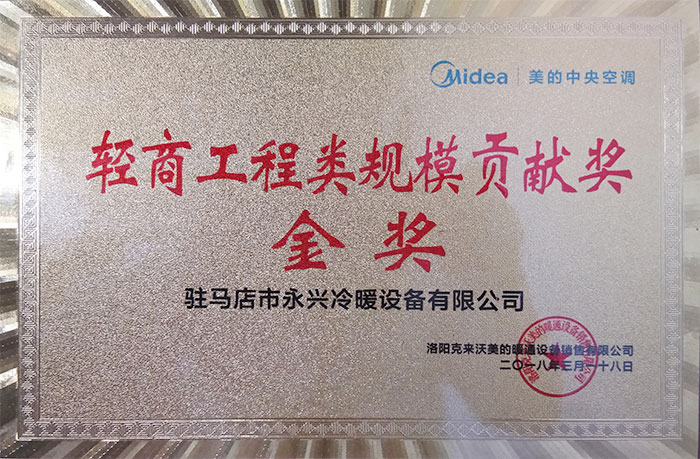 Midea 美的中央空调
轻商工程类规模贡献奖
金奖
驻马店市永兴冷暖设备有限公司
洛阳克来沃美的暖通设备销售有限公司
二〇一八年三月一十八日